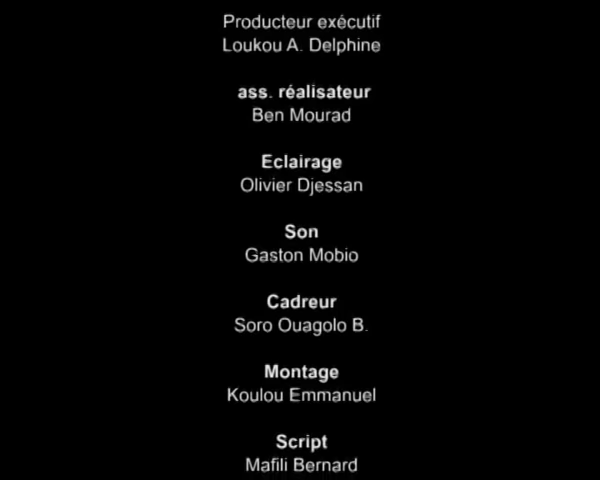 Producteur exécutif
Loukou A. Delphine
ass. réalisateur
Ben Mourad
Eclairage
Olivier Djessan
Son
Gaston Mobio
Cadreur
Soro Ouagolo B.
Montage
Koulou Emmanuel
Script
Mafili Bernard